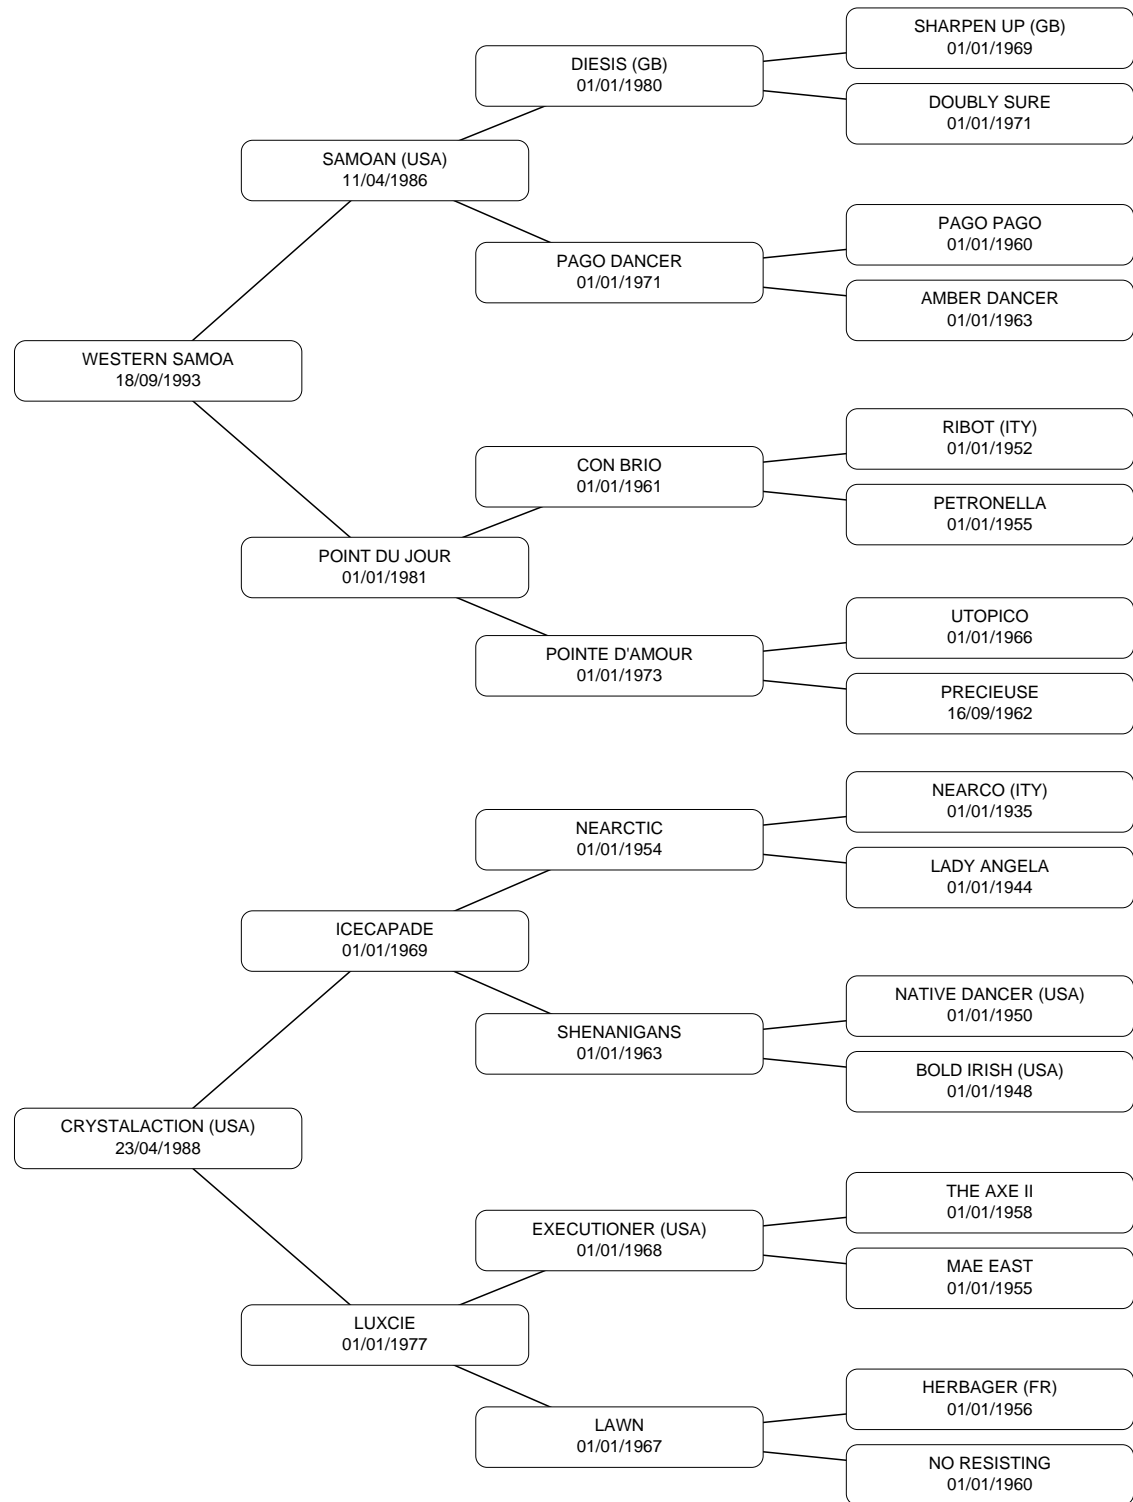 SHARPEN UP (GB)
01/01/1969
DIESIS (GB)
01/01/1980
DOUBLY SURE
01/01/1971
SAMOAN (USA)
11/04/1986
PAGO PAGO
01/01/1960
PAGO DANCER
01/01/1971
AMBER DANCER
01/01/1963
WESTERN SAMOA
18/09/1993
RIBOT (ITY)
01/01/1952
CON BRIO
01/01/1961
PETRONELLA
01/01/1955
POINT DU JOUR
01/01/1981
UTOPICO
01/01/1966
POINTE D'AMOUR
01/01/1973
PRECIEUSE
16/09/1962
NEARCO (ITY)
01/01/1935
NEARCTIC
01/01/1954
LADY ANGELA
01/01/1944
ICECAPADE
01/01/1969
NATIVE DANCER (USA)
01/01/1950
SHENANIGANS
01/01/1963
BOLD IRISH (USA)
01/01/1948
CRYSTALACTION (USA)
23/04/1988
THE AXE II
01/01/1958
EXECUTIONER (USA)
01/01/1968
MAE EAST
01/01/1955
LUXCIE
01/01/1977
HERBAGER (FR)
01/01/1956
LAWN
01/01/1967
NO RESISTING
01/01/1960